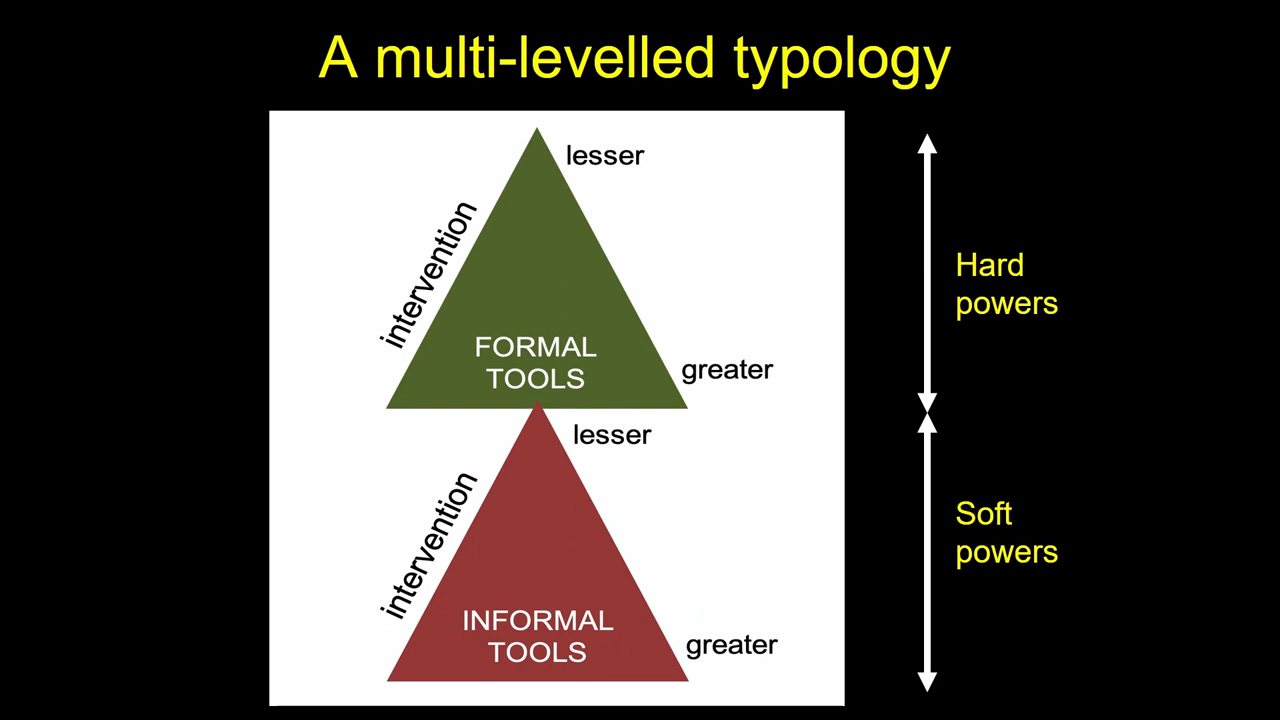 A multi-levelled typology
lesser
intervention
FORMAL
TOOLS
greater
Hard
powers
lesser
intervention
INFORMAL
TOOLS
greater
Soft
powers